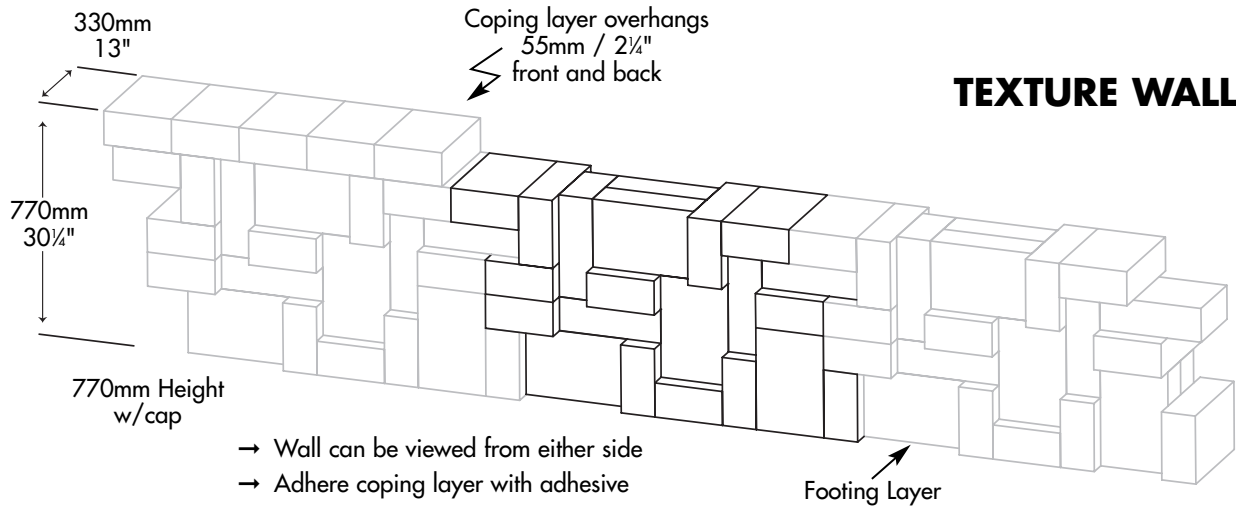 330mm
13"
Coping layer overhangs
55mm / 2¼"
front and back
TEXTURE WALL
770mm
30¼"
770mm Height
w/cap
→ Wall can be viewed from either side
→ Adhere coping layer with adhesive
Footing Layer